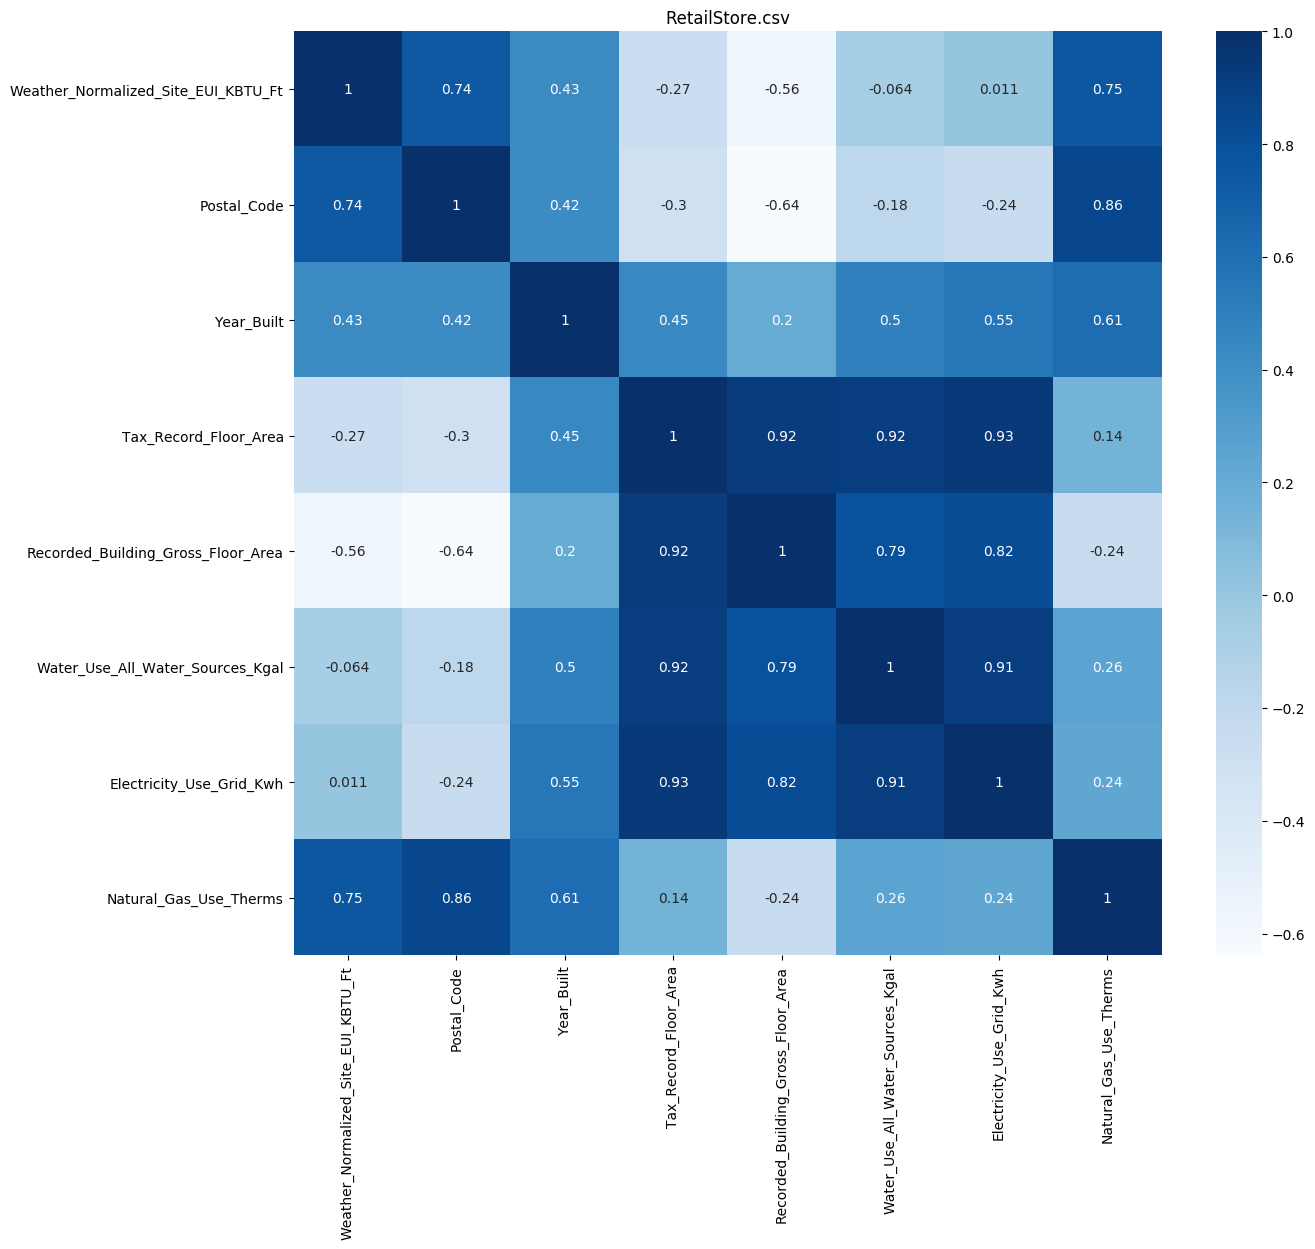 RetailStore.csv
Weather_Normalized_Site_EUI_KBTU_Ft 1 0.74 0.43 -0.27 -0.56 -0.064 0.011 0.75
Postal_Code 0.74 1 0.42 -0.3 -0.64 -0.18 -0.24 0.86
Year_Built 0.43 0.42 1 0.45 0.2 0.5 0.55 0.61
Tax_Record_Floor_Area -0.27 -0.3 0.45 1 0.92 0.92 0.93 0.14
Recorded_Building_Gross_Floor_Area -0.56 -0.64 0.2 0.92 1 0.79 0.82 -0.24
Water_Use_All_Water_Sources_Kgal -0.064 -0.18 0.5 0.92 0.79 1 0.91 0.26
Electricity_Use_Grid_Kwh 0.011 -0.24 0.55 0.93 0.82 0.91 1 0.24
Natural_Gas_Use_Therms 0.75 0.86 0.61 0.14 -0.24 0.26 0.24 1
Weather_Normalized_Site_EUI_KBTU_Ft
Postal_Code
Year_Built
Tax_Record_Floor_Area
Recorded_Building_Gross_Floor_Area
Water_Use_All_Water_Sources_Kgal
Electricity_Use_Grid_Kwh
Natural_Gas_Use_Therms
1.0
0.8
0.6
0.4
0.2
0.0
−0.2
−0.4
−0.6